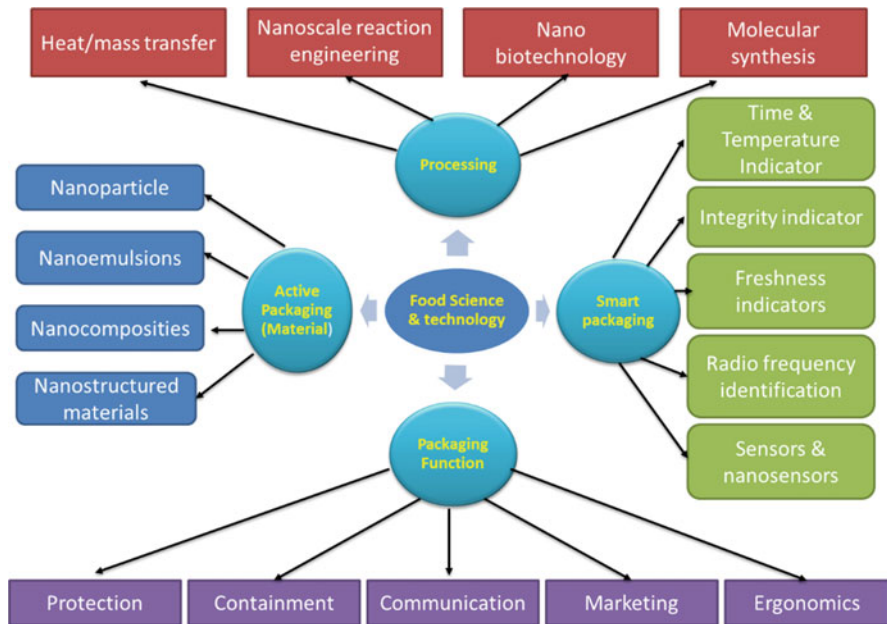 Heat/mass transfer
Nanoscale reaction
engineering
Nano
biotechnology
Molecular
synthesis
Processing
Time &
Temperature
Indicator
Integrity indicator
Freshness
indicators
Radio frequency
identification
Sensors &
nanosensors
Smart
packaging
Food Science
& technology
Active
Packaging
(Material)
Nanoparticle
Nanoemulsions
Nanocomposities
Nanostructured
materials
Packaging
Function
Protection
Containment
Communication
Marketing
Ergonomics